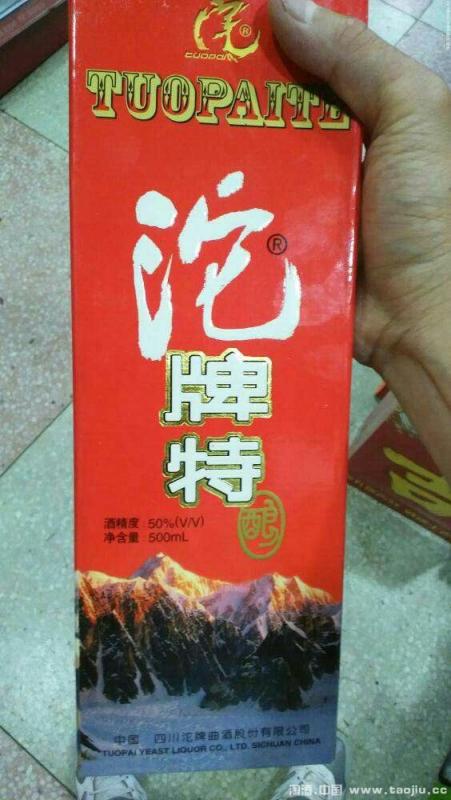 沱®
TUOPAI
TUOPAITE
沱®
牌
特
酿
酒精度：50%(V/V)
净含量：500mL
中国 四川沱牌曲酒股份有限公司
TUOPAI YEAST LIQUOR CO., LTD. SICHUAN CHINA
淘酒.中国 www.taojiu.cc